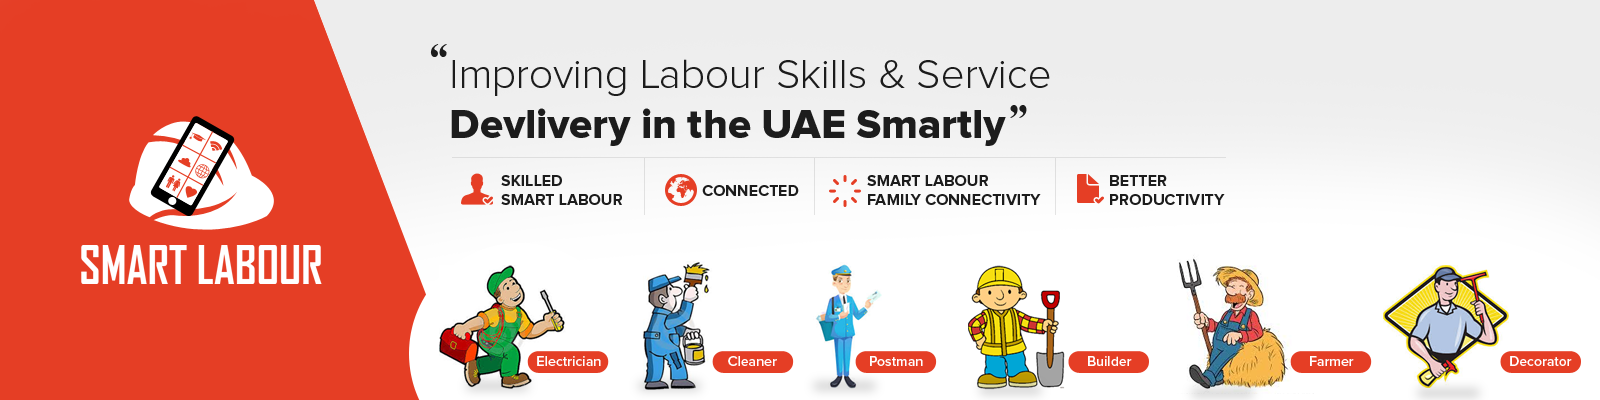 “Improving Labour Skills & Service
Devlivery in the UAE Smartly”
SKILLED
SMART LABOUR
CONNECTED
SMART LABOUR
FAMILY CONNECTIVITY
BETTER
PRODUCTIVITY
SMART LABOUR
Electrician
Cleaner
Postman
Builder
Farmer
Decorator